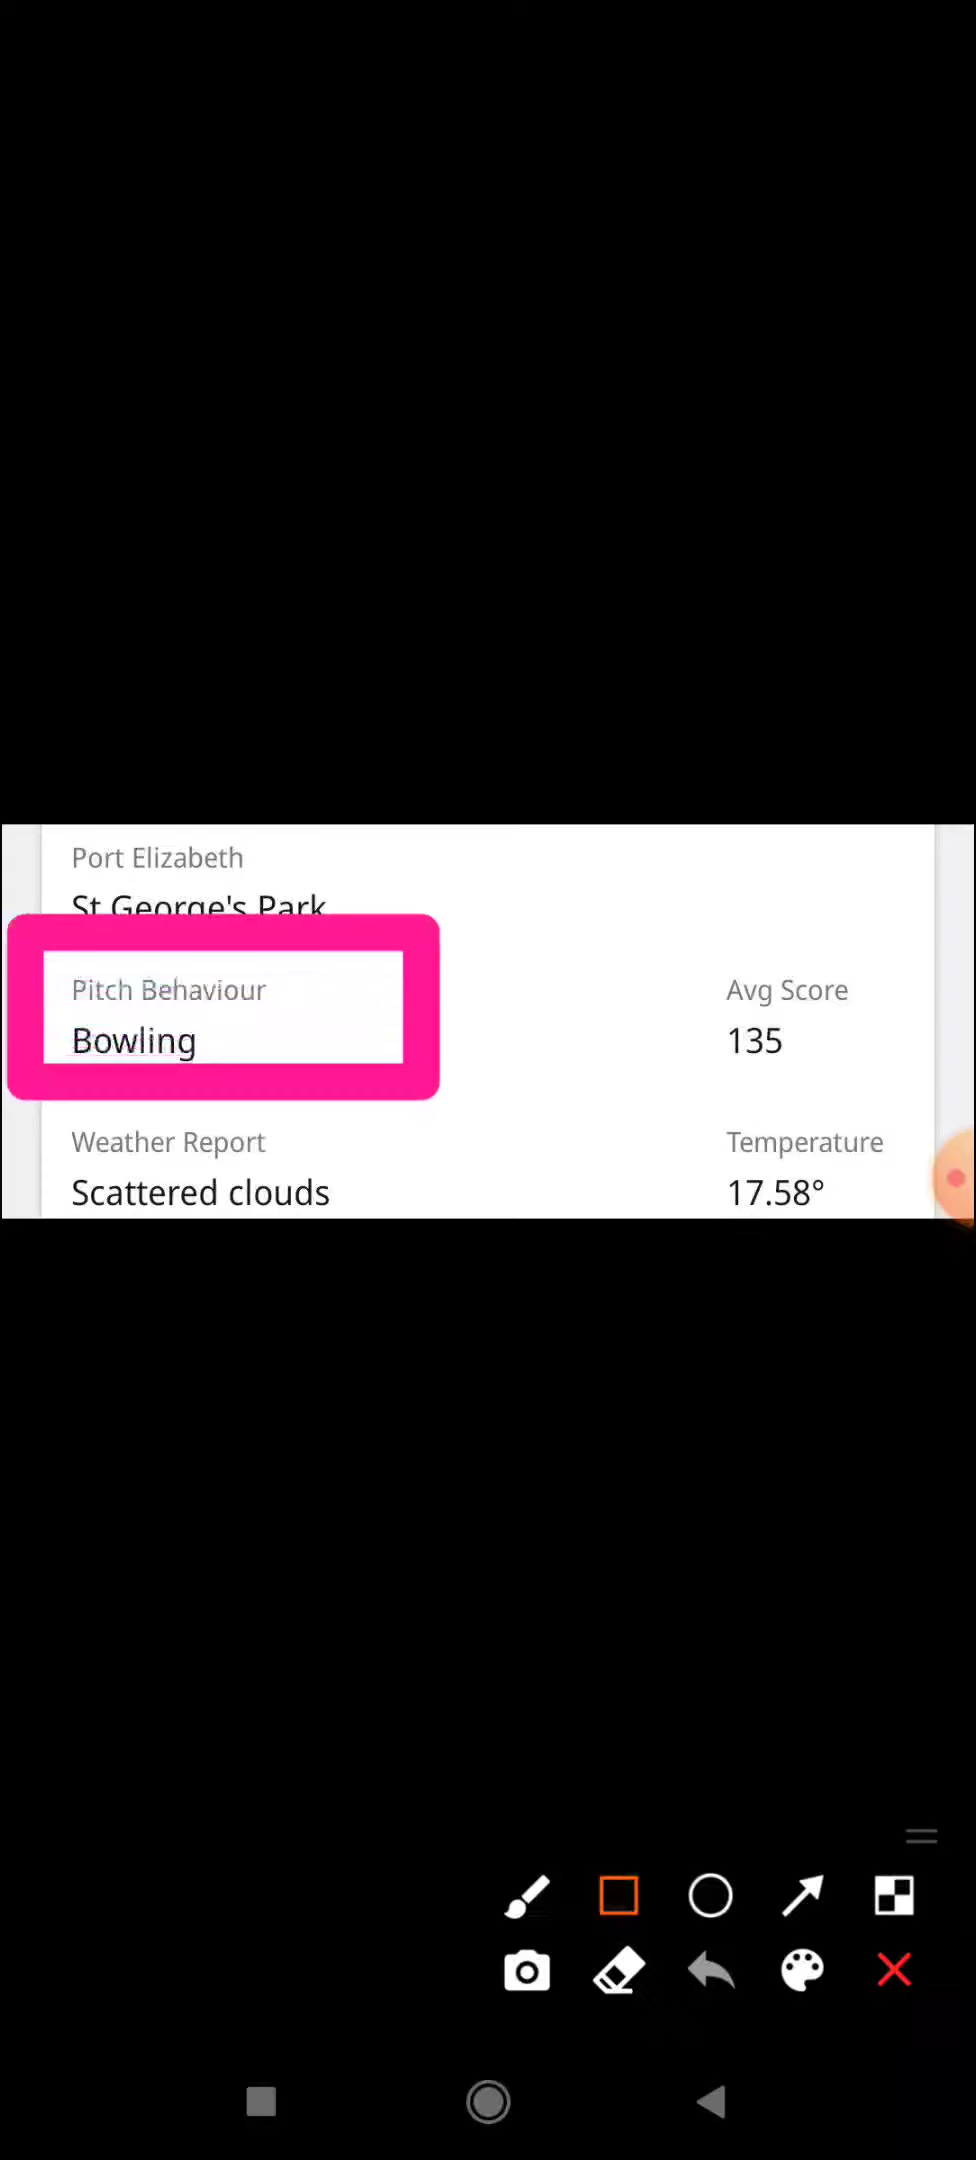 Port Elizabeth
St George's Park
Pitch Behaviour
Bowling
Avg Score
135
Weather Report
Scattered clouds
Temperature
17.58°